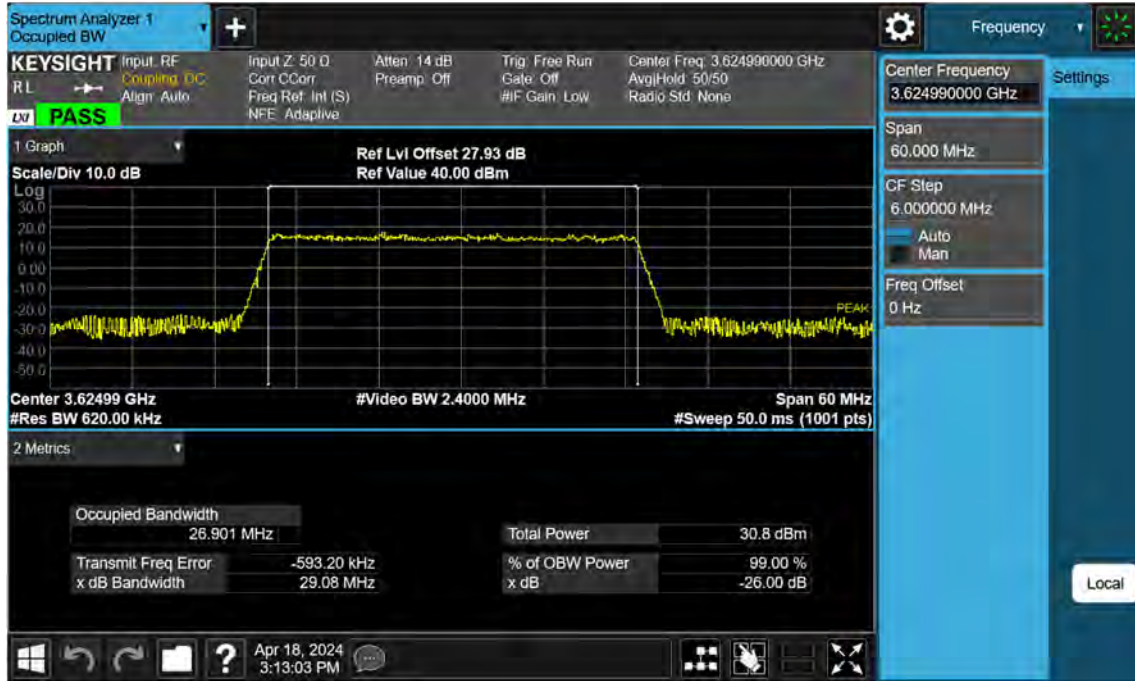 Spectrum Analyzer 1
Occupied BW
+
Frequency
KEYSIGHT
RL
LXI PASS
Input: RF
Coupling: DC
Align: Auto
Input Z: 50 Ω
Corr CCorr
Freq Ref: Int (S)
NFE: Adaptive
Atten: 14 dB
Preamp: Off
Trig: Free Run
Gate: Off
#IF Gain: Low
Center Freq: 3.624990000 GHz
Avg|Hold: 50/50
Radio Std: None
Center Frequency
3.624990000 GHz
Settings
Span
60.000 MHz
CF Step
6.000000 MHz
Auto
Man
Freq Offset
0 Hz
Local
1 Graph
Scale/Div 10.0 dB
Ref Lvl Offset 27.93 dB
Ref Value 40.00 dBm
Log
30.0
20.0
10.0
0.00
-10.0
-20.0
-30.0
-40.0
-50.0
PEAK
Center 3.62499 GHz
#Video BW 2.4000 MHz
Span 60 MHz
#Res BW 620.00 kHz
#Sweep 50.0 ms (1001 pts)
2 Metrics
Occupied Bandwidth
26.901 MHz
Total Power 30.8 dBm
Transmit Freq Error -593.20 kHz
% of OBW Power 99.00 %
x dB Bandwidth 29.08 MHz
x dB -26.00 dB
?
Apr 18, 2024
3:13:03 PM